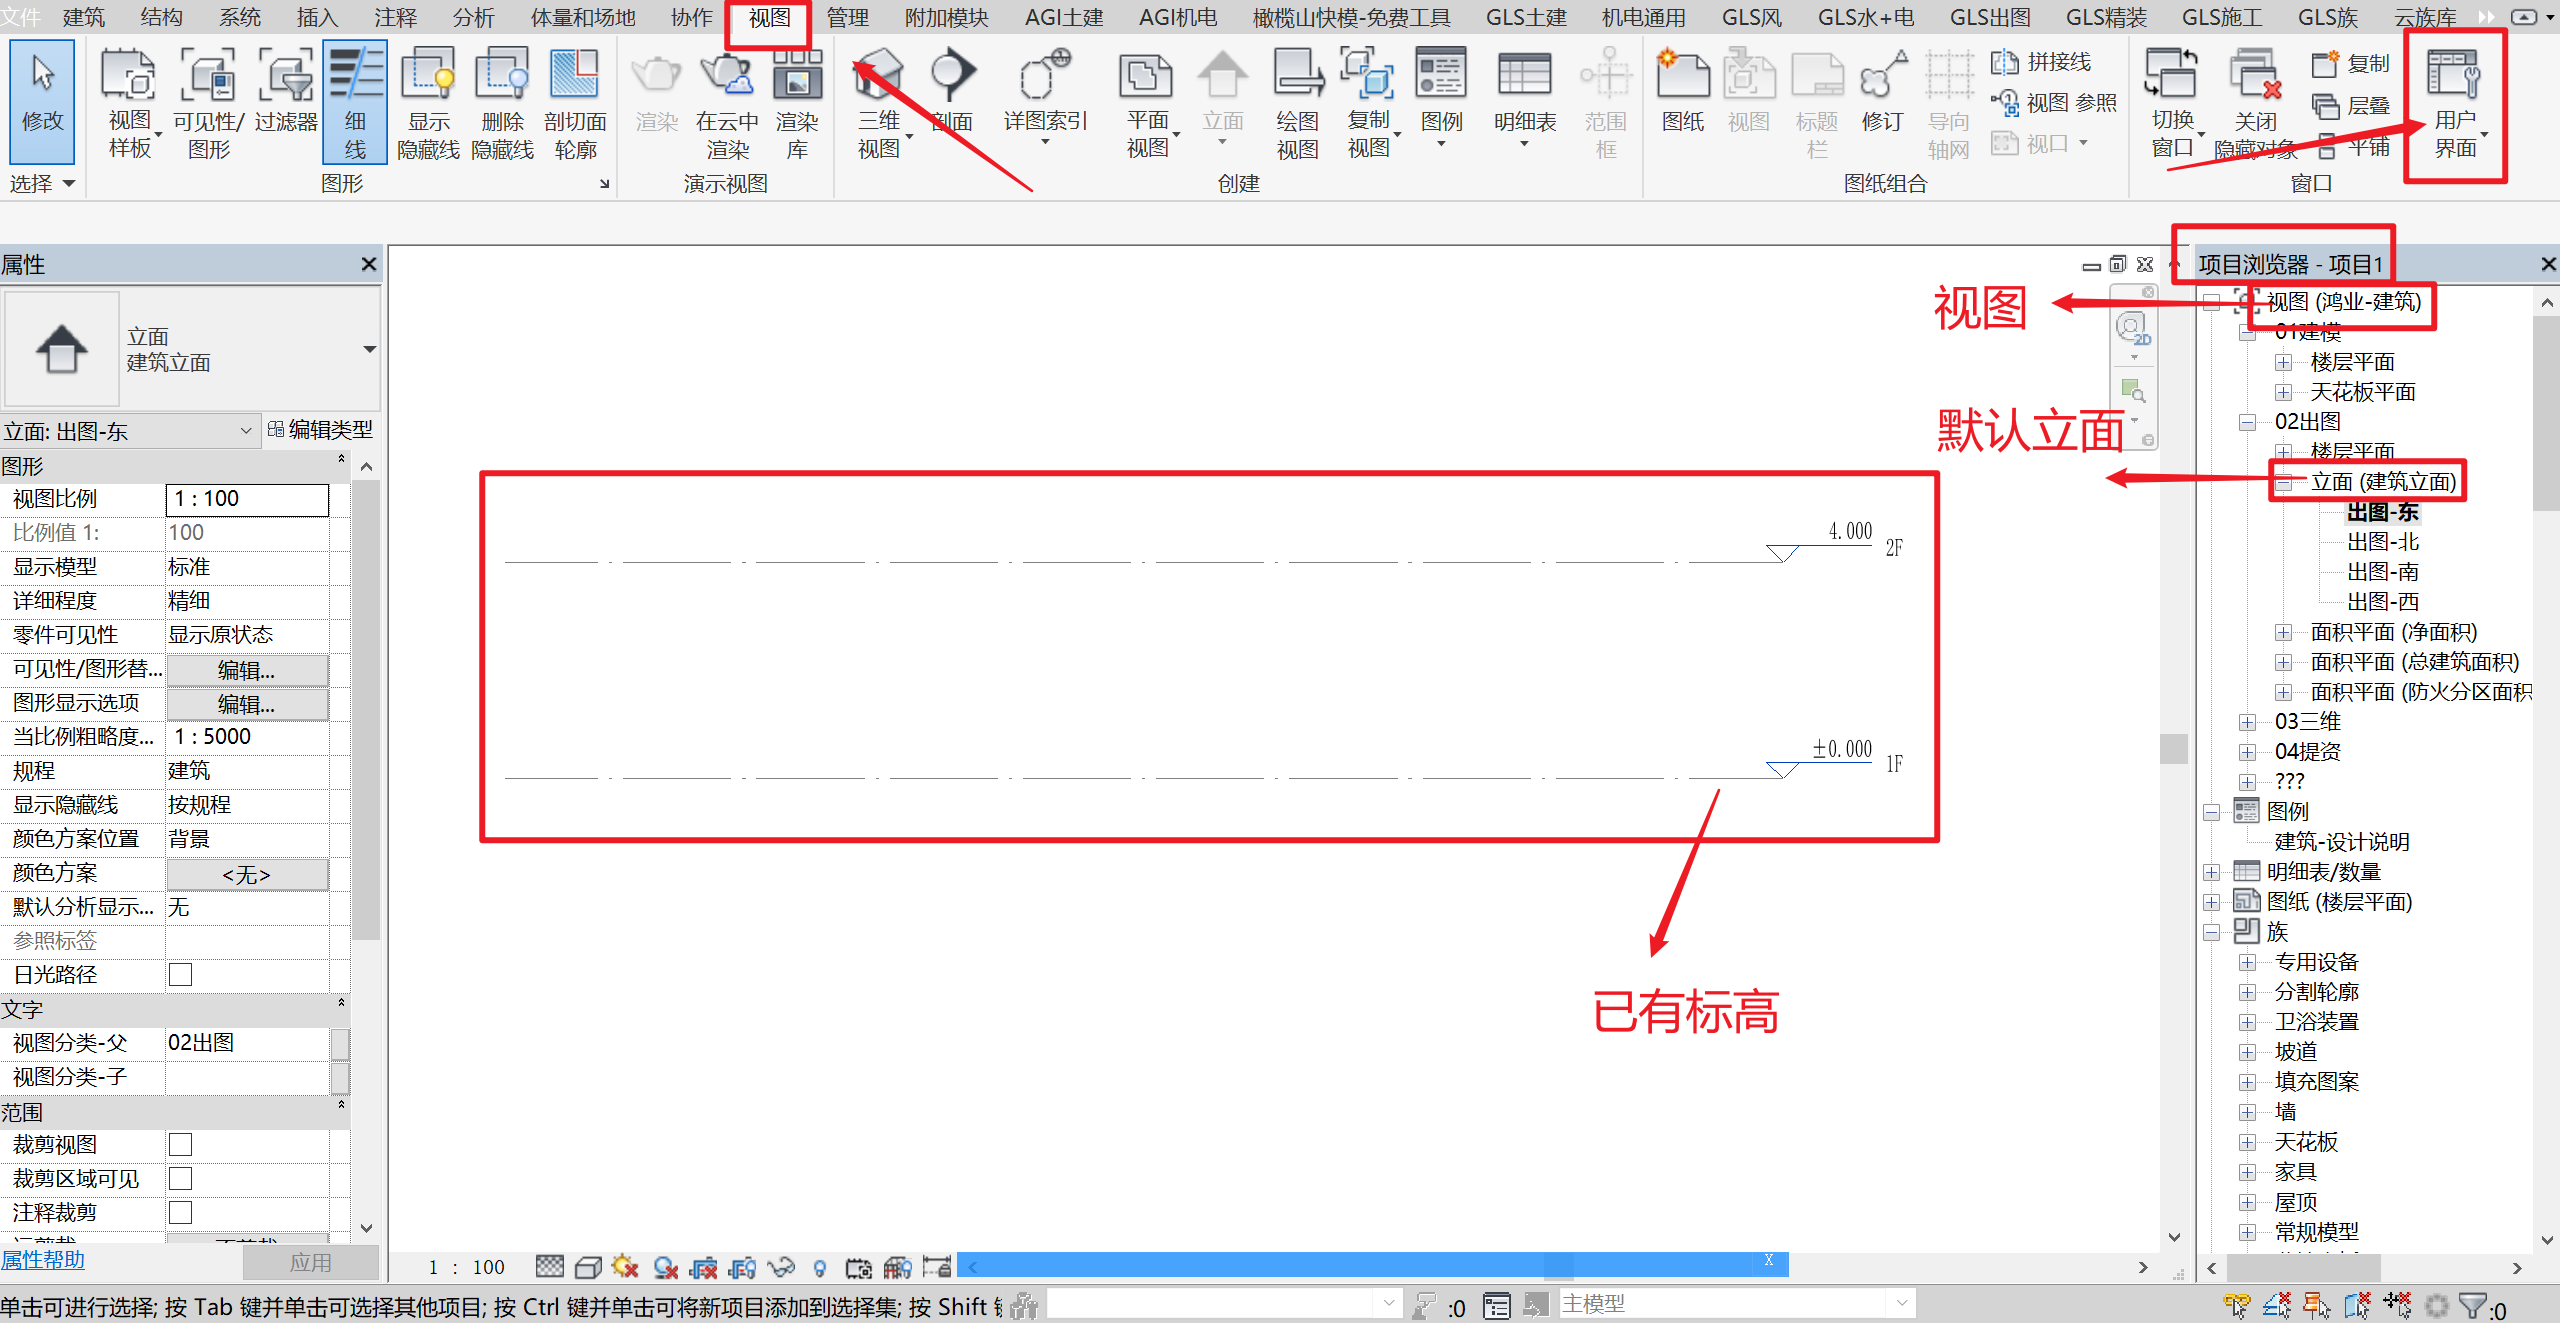 文件 建筑 结构 系统 插入 注释 分析 体量和场地 协作 视图 管理 附加模块 AGI土建 AGI机电 橄榄山快模-免费工具 GLS土建 机电通用 GLS风 GLS水+电 GLS出图 GLS精装 GLS施工 GLS族 云族库
修改
视图
样板
可见性/
图形
过滤器
细
线
显示
隐藏线
删除
隐藏线
剖切面
轮廓
渲染
在云中
渲染
渲染
库
三维
视图
剖面
详图索引
平面
视图
立面
绘图
视图
复制
视图
图例
明细表
范围
框
图纸
视图
标题
栏
修订
导向
轴网
拼接线
视图 参照
视口
切换
窗口
关闭
隐藏对象
复制
层叠
平铺
用户
界面
选择 图形 演示视图 创建 图纸组合 窗口
属性
立面
建筑立面
立面: 出图-东 编辑类型
图形
视图比例 1 : 100
比例值 1: 100
显示模型 标准
详细程度 精细
零件可见性 显示原状态
可见性/图形替... 编辑...
图形显示选项 编辑...
当比例粗略度... 1 : 5000
规程 建筑
显示隐藏线 按规程
颜色方案位置 背景
颜色方案 <无>
默认分析显示... 无
参照标签
日光路径
文字
视图分类-父 02出图
视图分类-子
范围
裁剪视图
裁剪区域可见
注释裁剪
属性帮助 应用
视图
默认立面
4.000
2F
±0.000
1F
已有标高
2D
项目浏览器 - 项目1
视图 (鸿业-建筑)
01建模
楼层平面
天花板平面
02出图
楼层平面
立面 (建筑立面)
出图-东
出图-北
出图-南
出图-西
面积平面 (净面积)
面积平面 (总建筑面积)
面积平面 (防火分区面积
03三维
04提资
???
图例
建筑-设计说明
明细表/数量
图纸 (楼层平面)
族
专用设备
分割轮廓
卫浴装置
坡道
填充图案
墙
天花板
家具
屋顶
常规模型
1 : 100 X
单击可进行选择; 按 Tab 键并单击可选择其他项目; 按 Ctrl 键并单击可将新项目添加到选择集; 按 Shift 键 :0 主模型 :0